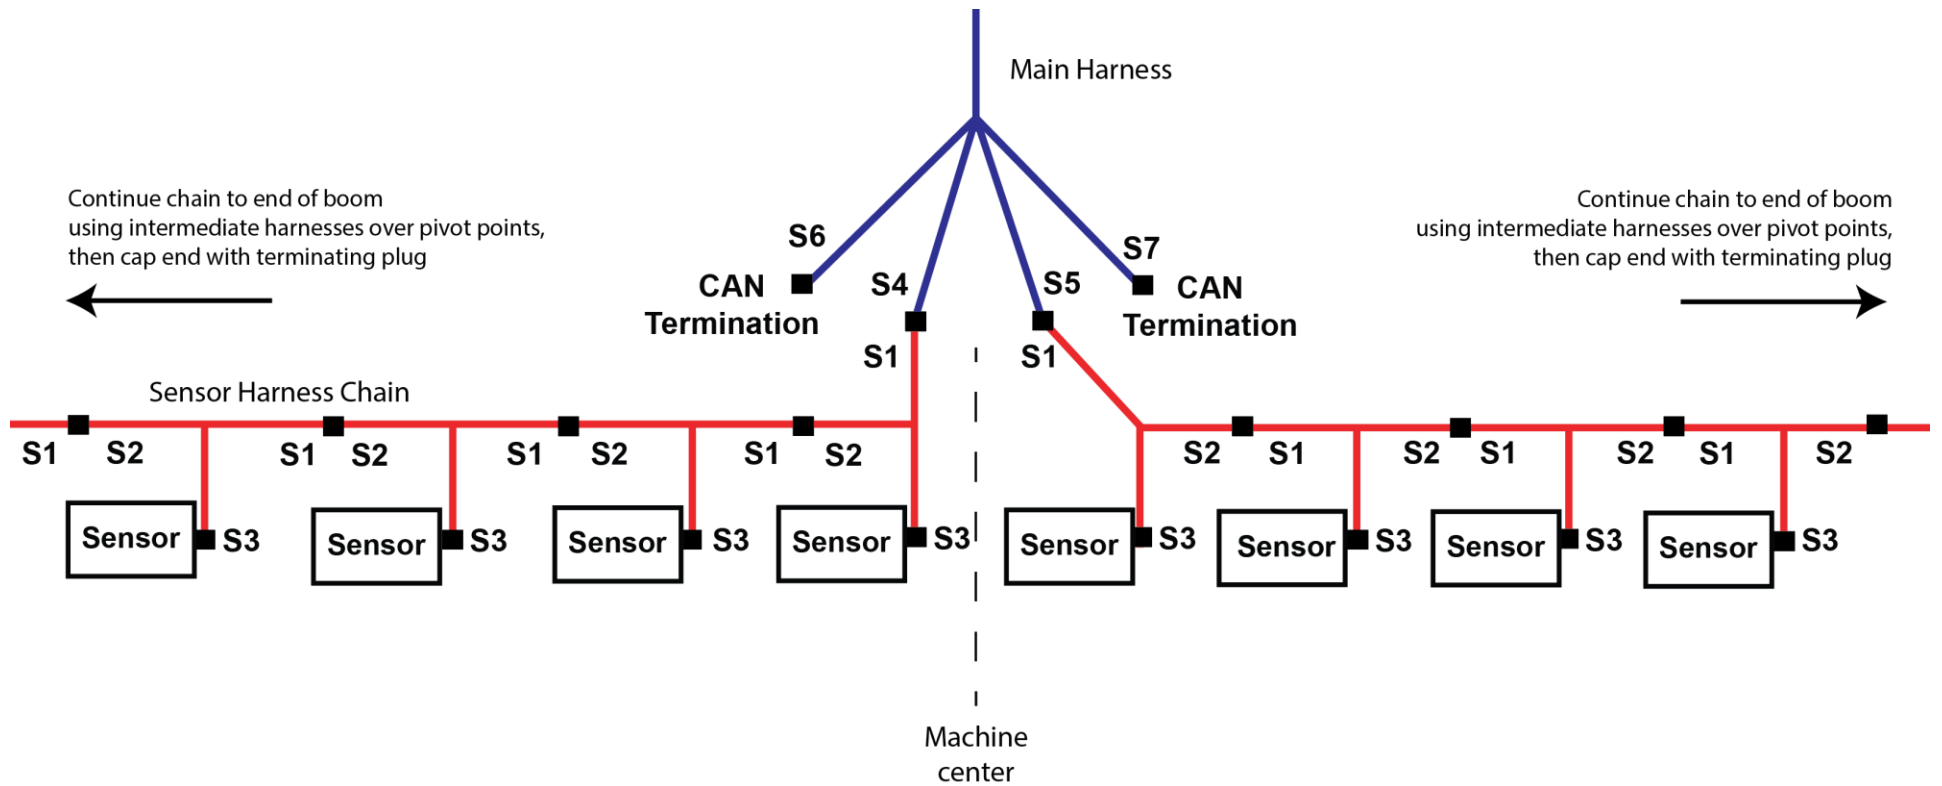 Main Harness
Continue chain to end of boom
using intermediate harnesses over pivot points,
then cap end with terminating plug
Continue chain to end of boom
using intermediate harnesses over pivot points,
then cap end with terminating plug
S6
S7
CAN
Termination
S4
S5
CAN
Termination
S1
S1
Sensor Harness Chain
S1
S2
S1
S2
S1
S2
S1
S2
S2
S1
S2
S1
S2
S1
S2
Sensor
S3
Sensor
S3
Sensor
S3
Sensor
S3
Sensor
S3
Sensor
S3
Sensor
S3
Sensor
S3
Machine
center